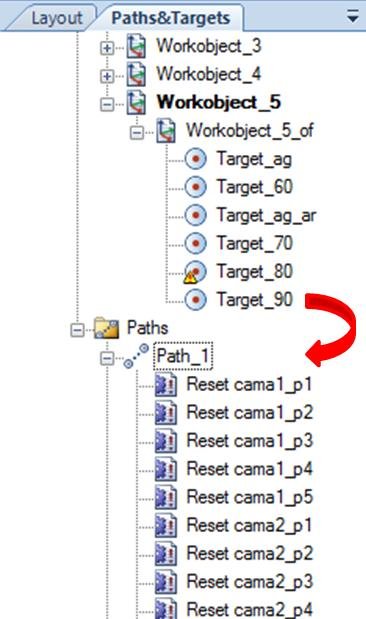 Layout Paths&Targets
Workobject_3
Workobject_4
Workobject_5
Workobject_5_of
Target_ag
Target_60
Target_ag_ar
Target_70
Target_80
Target_90
Paths
Path_1
Reset cama1_p1
Reset cama1_p2
Reset cama1_p3
Reset cama1_p4
Reset cama1_p5
Reset cama2_p1
Reset cama2_p2
Reset cama2_p3
Reset cama2_p4